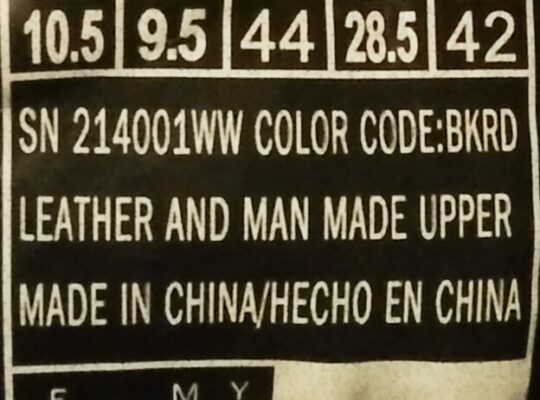 10.5 9.5 44 28.5 42
SN 214001WW COLOR CODE:BKRD
LEATHER AND MAN MADE UPPER
MADE IN CHINA/HECHO EN CHINA
M Y